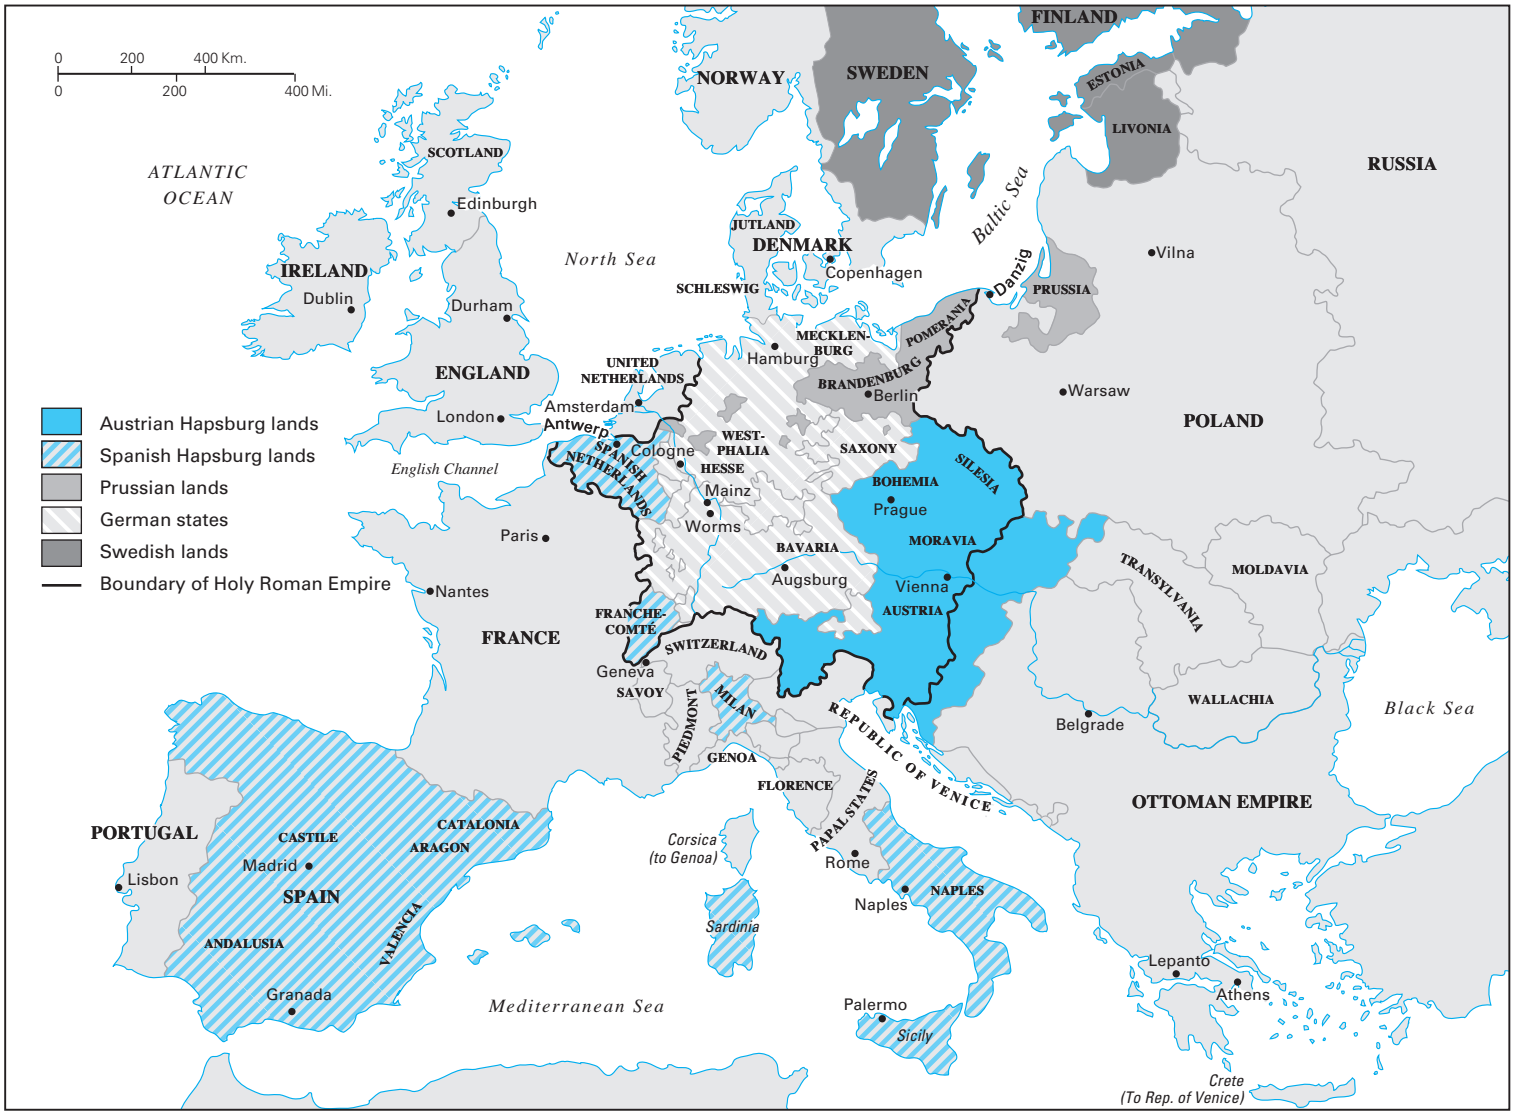 0 200 400 Km.
0 200 400 Mi.
ATLANTIC
OCEAN
NORWAY
SWEDEN
FINLAND
ESTONIA
LIVONIA
RUSSIA
SCOTLAND
Edinburgh
North Sea
JUTLAND
DENMARK
Copenhagen
SCHLESWIG
Baltic Sea
Danzig
PRUSSIA
Vilna
IRELAND
Dublin
Durham
ENGLAND
London
English Channel
UNITED
NETHERLANDS
Amsterdam
Antwerp
SPANISH
NETHERLANDS
Hamburg
MECKLEN-
BURG
POMERANIA
BRANDENBURG
Berlin
Warsaw
POLAND
Cologne
WEST-
PHALIA
HESSE
SAXONY
Mainz
Worms
BOHEMIA
Prague
SILESIA
MORAVIA
BAVARIA
Augsburg
Vienna
AUSTRIA
Austrian Hapsburg lands
Spanish Hapsburg lands
Prussian lands
German states
Swedish lands
Boundary of Holy Roman Empire
Paris
Nantes
FRANCE
FRANCHE-
COMTÉ
SWITZERLAND
Geneva
SAVOY
PIEDMONT
MILAN
GENOA
REPUBLIC OF VENICE
FLORENCE
PAPAL STATES
Rome
TRANSYLVANIA
MOLDAVIA
WALLACHIA
Belgrade
Black Sea
OTTOMAN EMPIRE
PORTUGAL
Lisbon
CASTILE
Madrid
SPAIN
CATALONIA
ARAGON
VALENCIA
ANDALUSIA
Granada
Corsica
(to Genoa)
Sardinia
Mediterranean Sea
Naples
NAPLES
Palermo
Sicily
Lepanto
Athens
Crete
(To Rep. of Venice)